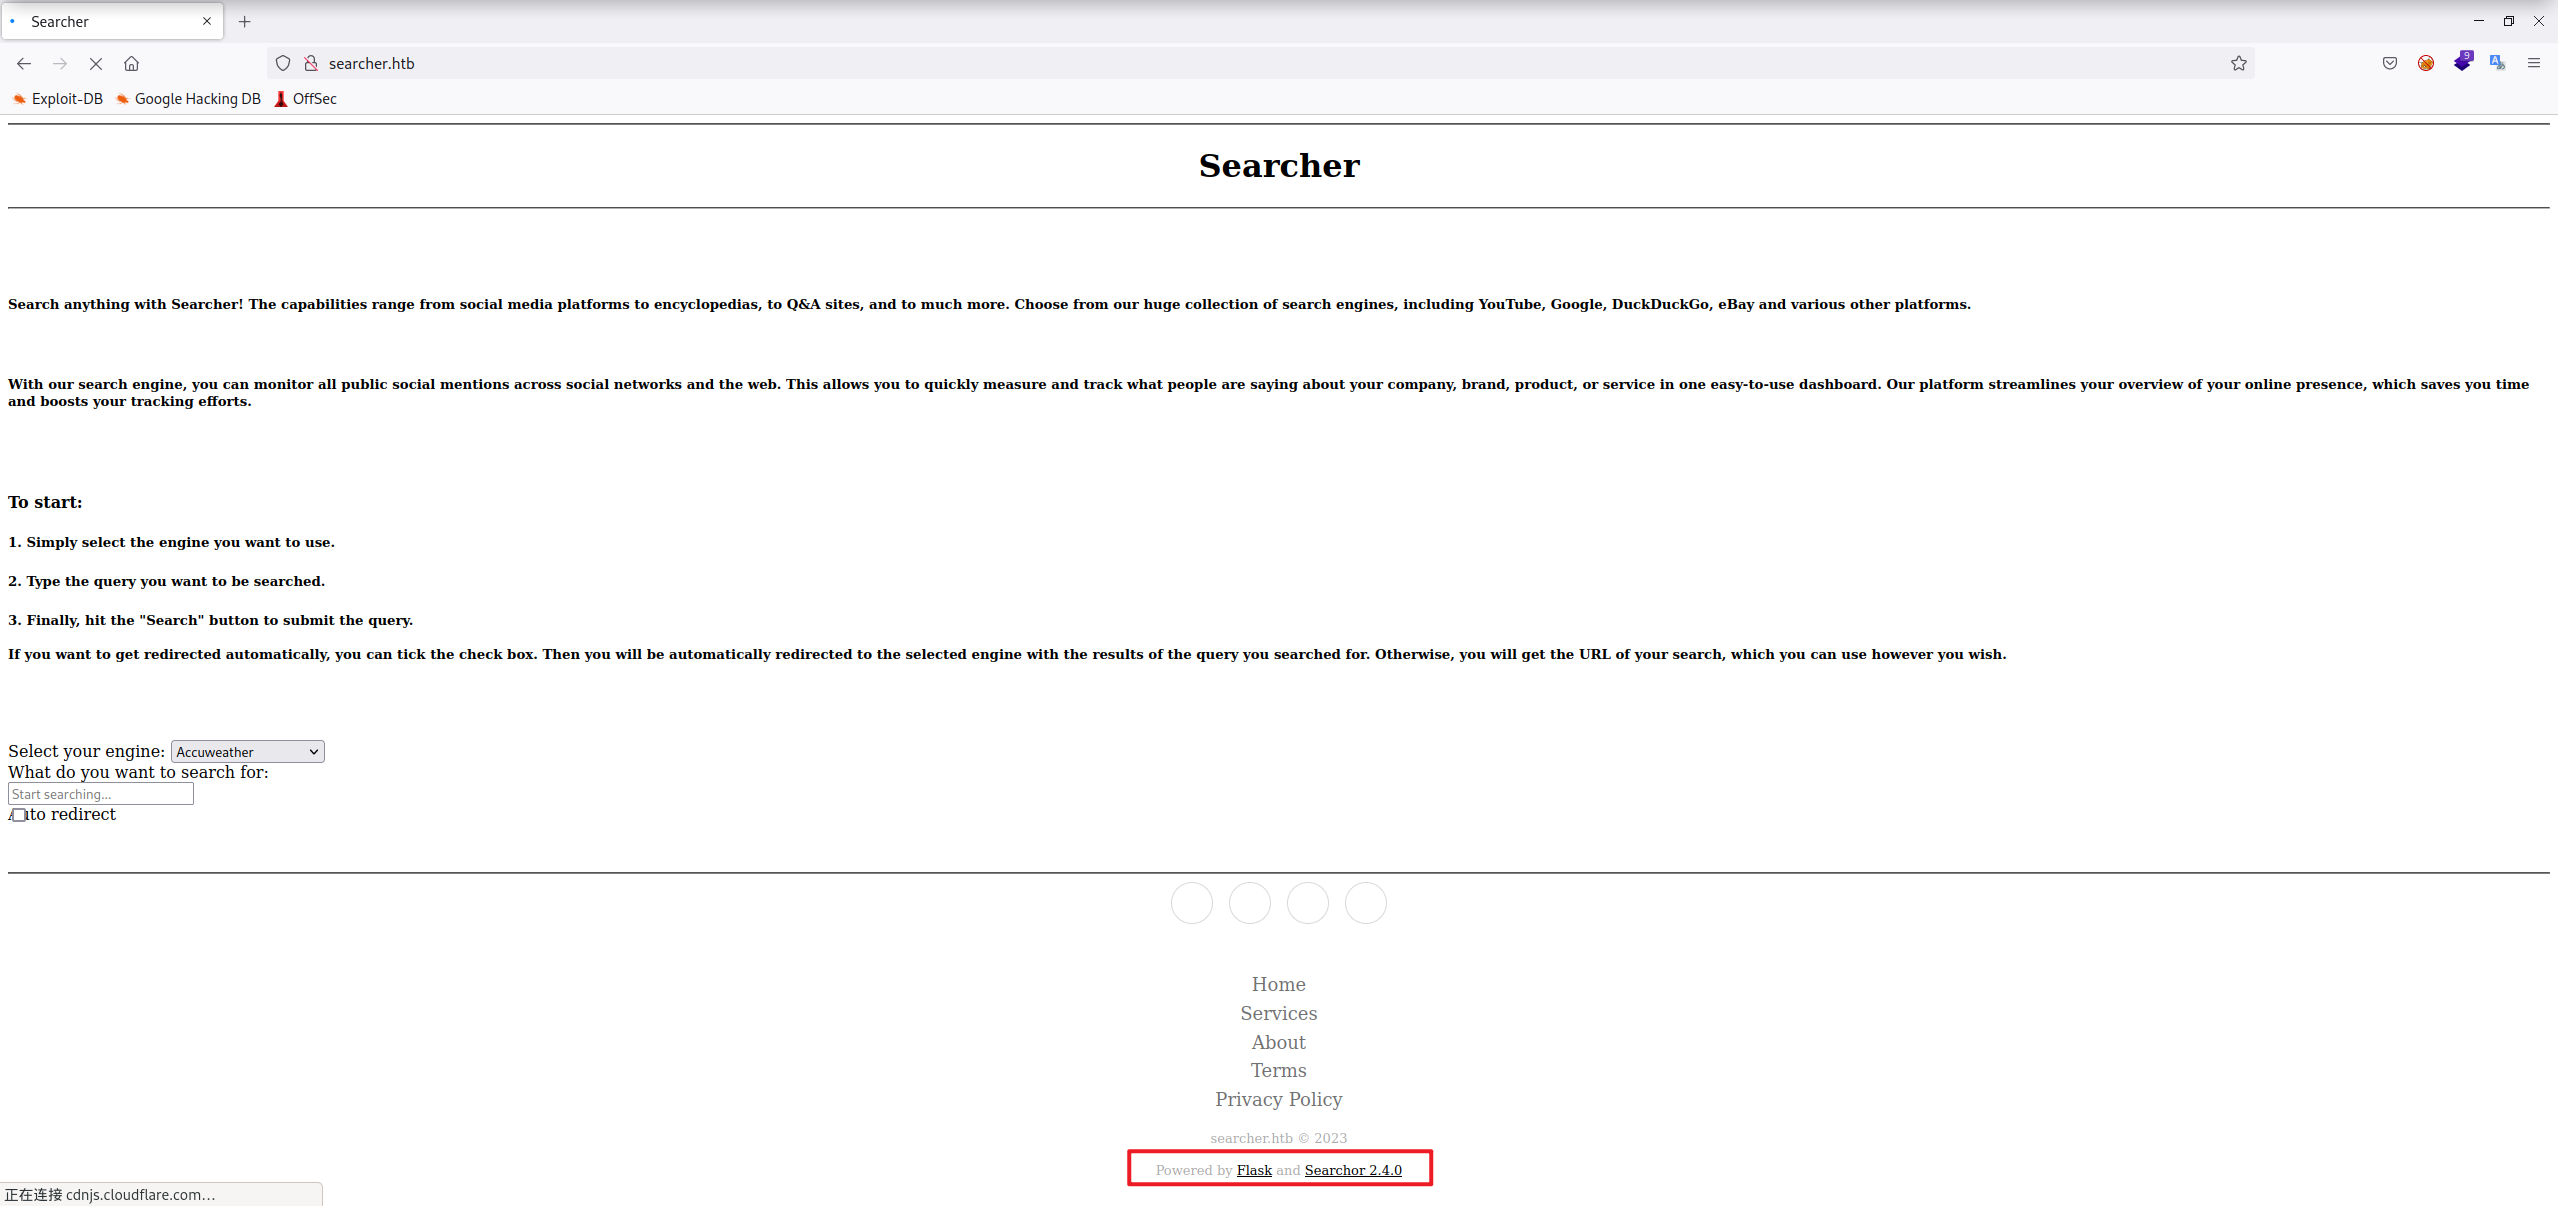 Searcher
searcher.htb
9
Exploit-DB Google Hacking DB OffSec
Searcher
Search anything with Searcher! The capabilities range from social media platforms to encyclopedias, to Q&A sites, and to much more. Choose from our huge collection of search engines, including YouTube, Google, DuckDuckGo, eBay and various other platforms.
With our search engine, you can monitor all public social mentions across social networks and the web. This allows you to quickly measure and track what people are saying about your company, brand, product, or service in one easy-to-use dashboard. Our platform streamlines your overview of your online presence, which saves you time
and boosts your tracking efforts.
To start:
1. Simply select the engine you want to use.
2. Type the query you want to be searched.
3. Finally, hit the "Search" button to submit the query.
If you want to get redirected automatically, you can tick the check box. Then you will be automatically redirected to the selected engine with the results of the query you searched for. Otherwise, you will get the URL of your search, which you can use however you wish.
Select your engine: Accuweather
What do you want to search for:
Start searching...
Auto redirect
Home
Services
About
Terms
Privacy Policy
searcher.htb © 2023
Powered by Flask and Searchor 2.4.0
正在连接 cdnjs.cloudflare.com…